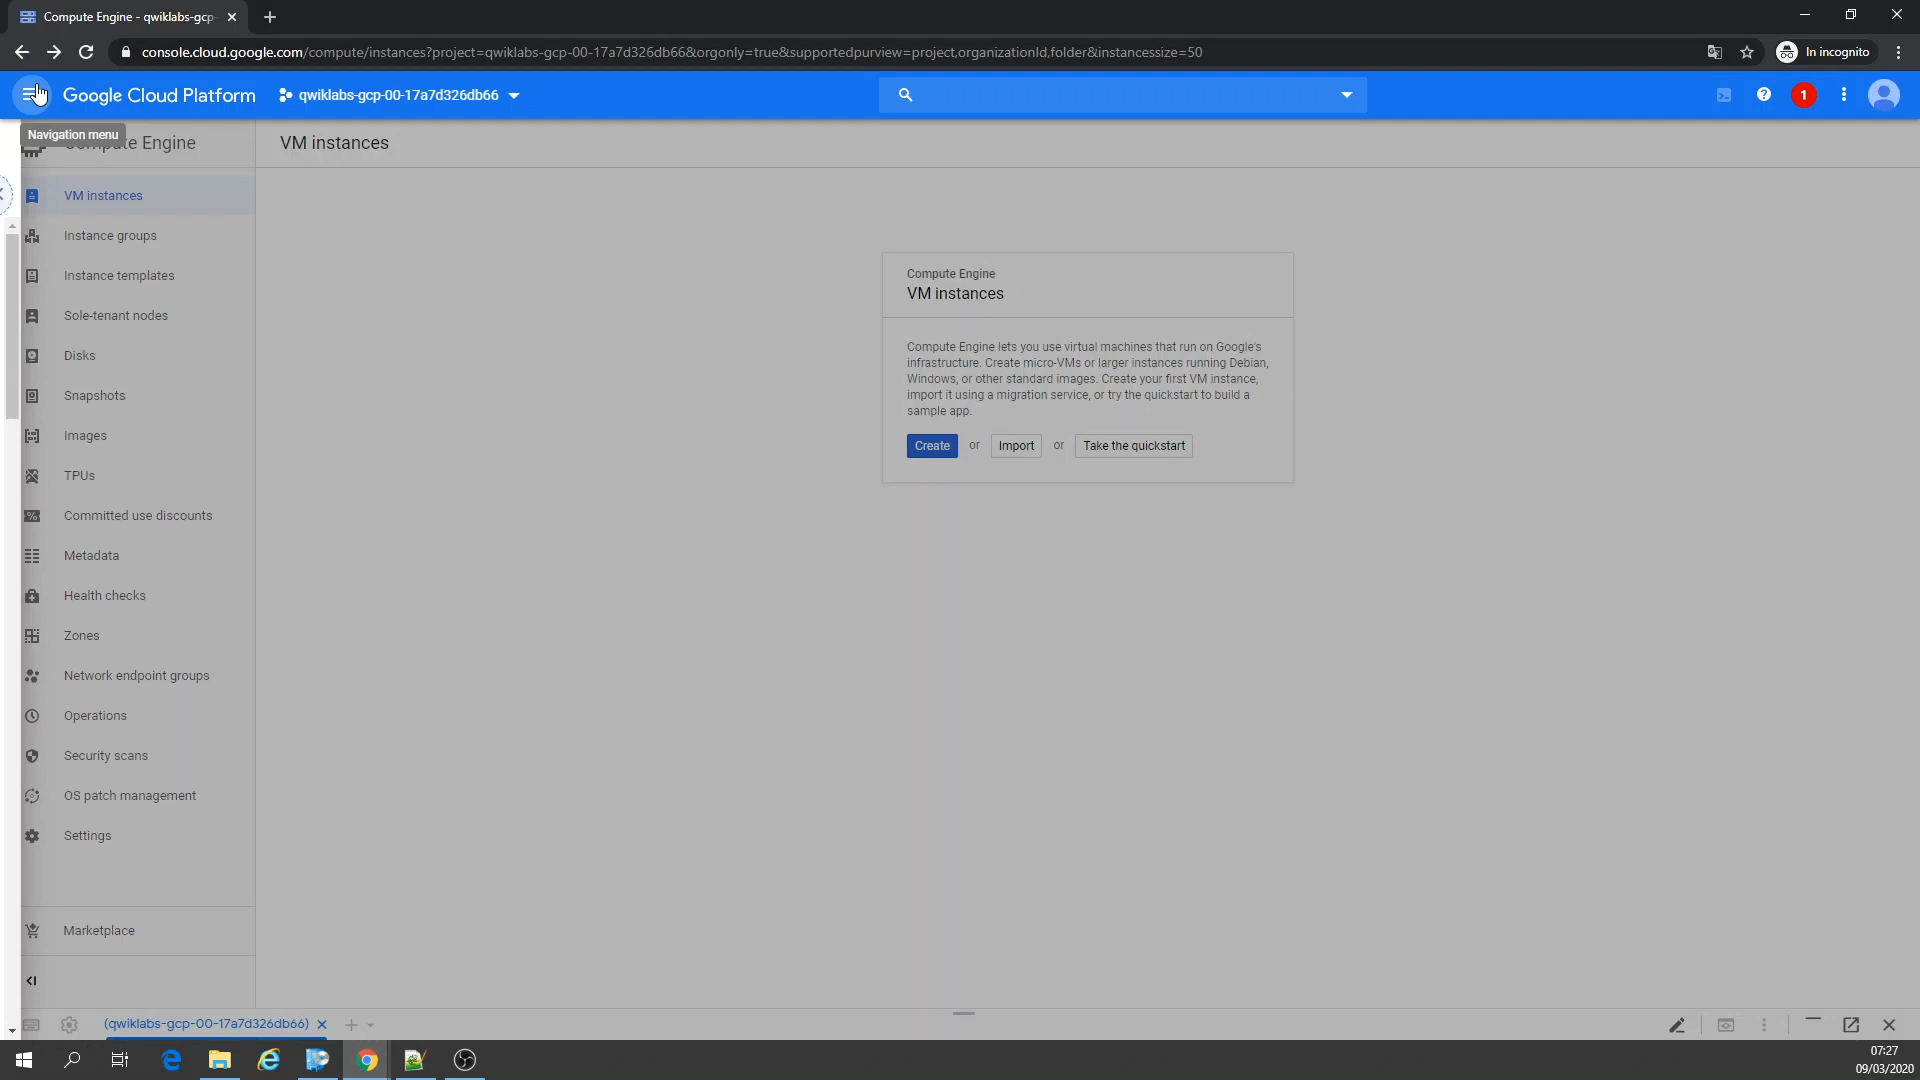 Compute Engine - qwiklabs-gcp-
console.cloud.google.com/compute/instances?project=qwiklabs-gcp-00-17a7d326db66&orgonly=true&supportedpurview=project,organizationId,folder&instancessize=50
In incognito
Google Cloud Platform
qwiklabs-gcp-00-17a7d326db66
1
Navigation menu
Compute Engine
VM instances
VM instances
Instance groups
Instance templates
Sole-tenant nodes
Disks
Snapshots
Images
TPUs
Committed use discounts
Metadata
Health checks
Zones
Network endpoint groups
Operations
Security scans
OS patch management
Settings
Marketplace
Compute Engine
VM instances
Compute Engine lets you use virtual machines that run on Google's
infrastructure. Create micro-VMs or larger instances running Debian,
Windows, or other standard images. Create your first VM instance,
import it using a migration service, or try the quickstart to build a
sample app.
Create or Import or Take the quickstart
(qwiklabs-gcp-00-17a7d326db66)
07:27
09/03/2020